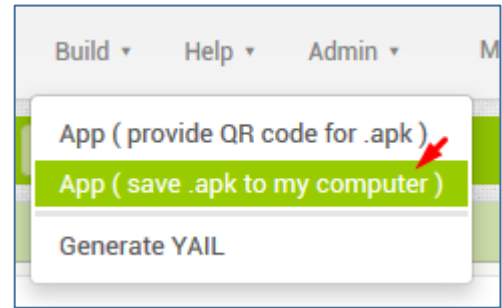 Build ▾ Help ▾ Admin ▾ M
App ( provide QR code for .apk )
App ( save .apk to my computer )
Generate YAIL